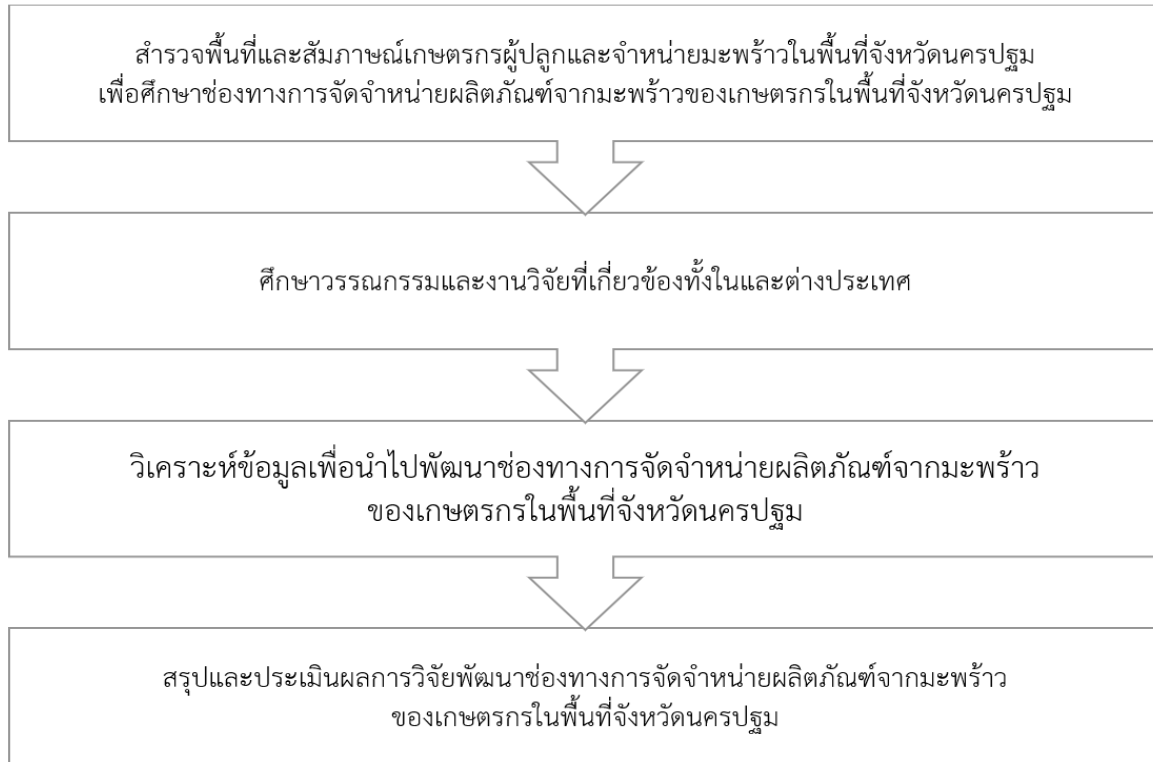 สำรวจพื้นที่และสัมภาษณ์เกษตรกรผู้ปลูกและจำหน่ายมะพร้าวในพื้นที่จังหวัดนครปฐม
เพื่อศึกษาช่องทางการจัดจำหน่ายผลิตภัณฑ์จากมะพร้าวของเกษตรกรในพื้นที่จังหวัดนครปฐม
ศึกษาวรรณกรรมและงานวิจัยที่เกี่ยวข้องทั้งในและต่างประเทศ
วิเคราะห์ข้อมูลเพื่อนำไปพัฒนาช่องทางการจัดจำหน่ายผลิตภัณฑ์จากมะพร้าว
ของเกษตรกรในพื้นที่จังหวัดนครปฐม
สรุปและประเมินผลการวิจัยพัฒนาช่องทางการจัดจำหน่ายผลิตภัณฑ์จากมะพร้าว
ของเกษตรกรในพื้นที่จังหวัดนครปฐม